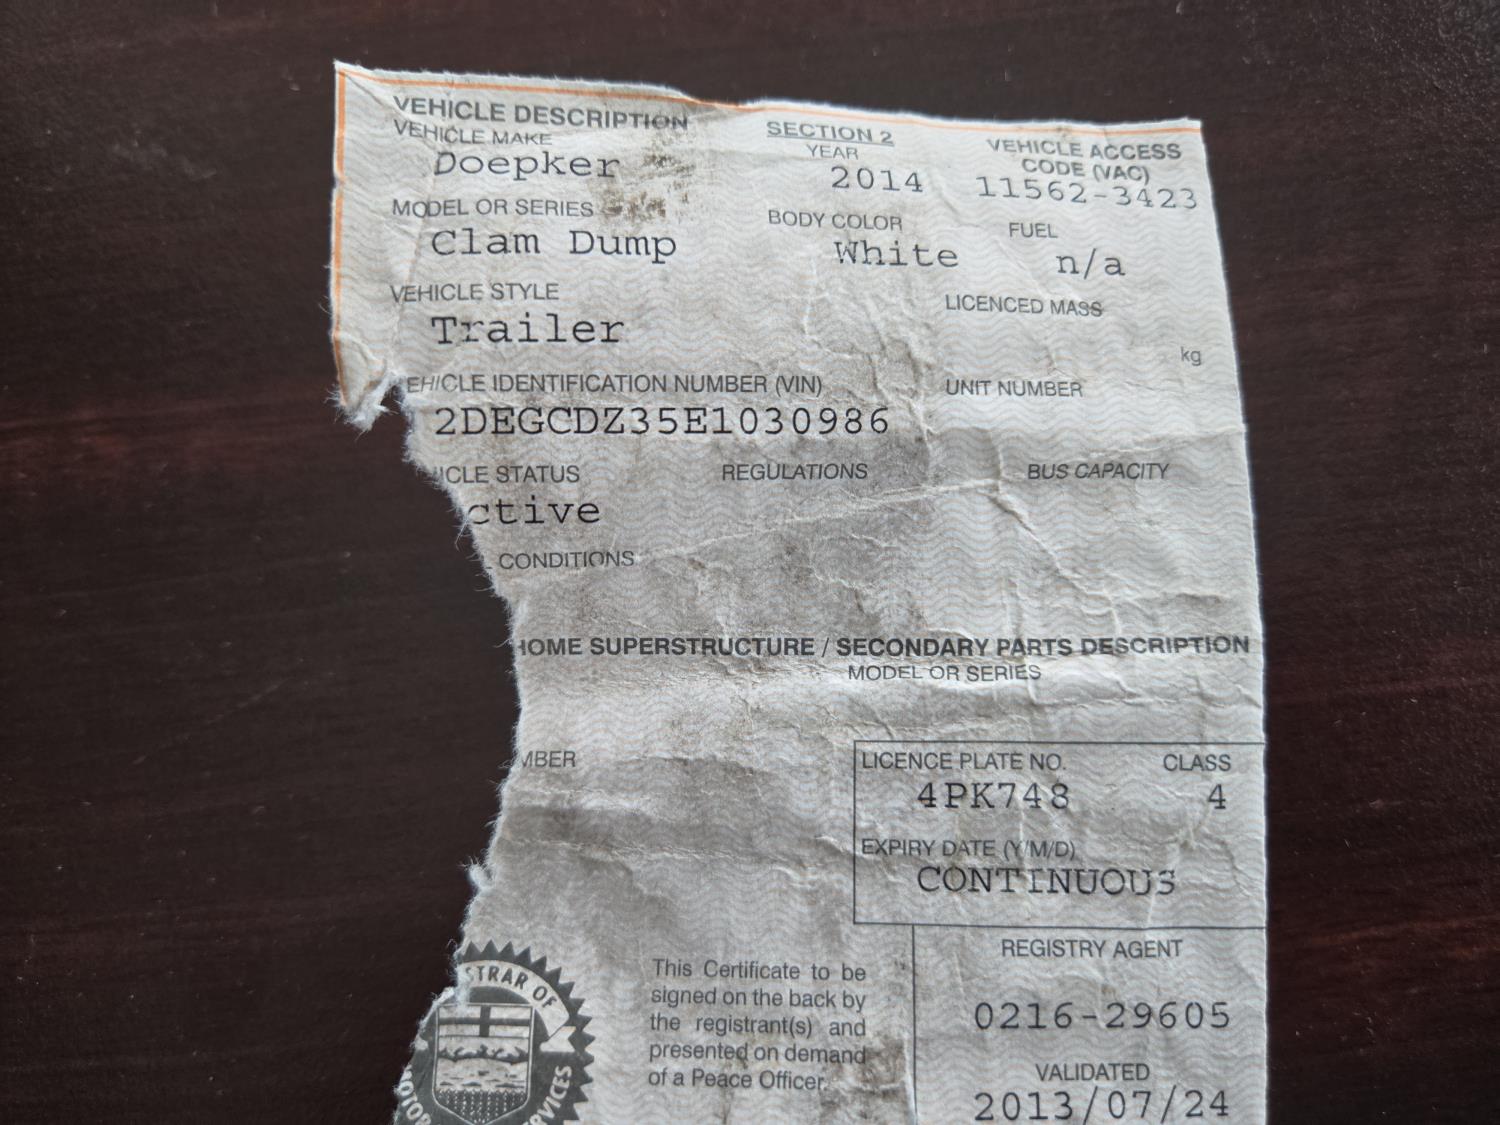 VEHICLE DESCRIPTION
SECTION 2
VEHICLE ACCESS
CODE (VAC)
VEHICLE MAKE
YEAR
Doepker
2014
11562-3423
MODEL OR SERIES
BODY COLOR
FUEL
Clam Dump
White
n/a
VEHICLE STYLE
LICENCED MASS
Trailer
kg
EHICLE IDENTIFICATION NUMBER (VIN)
UNIT NUMBER
2DEGCDZ35E1030986
ICLE STATUS
REGULATIONS
BUS CAPACITY
ctive
CONDITIONS
HOME SUPERSTRUCTURE / SECONDARY PARTS DESCRIPTION
MODEL OR SERIES
MBER
LICENCE PLATE NO.
CLASS
4PK748
4
EXPIRY DATE (Y/M/D)
CONTINUOUS
REGISTRY AGENT
0216-29605
VALIDATED
2013/07/24
This Certificate to be
signed on the back by
the registrant(s) and
presented on demand
of a Peace Officer.
STRAR OF